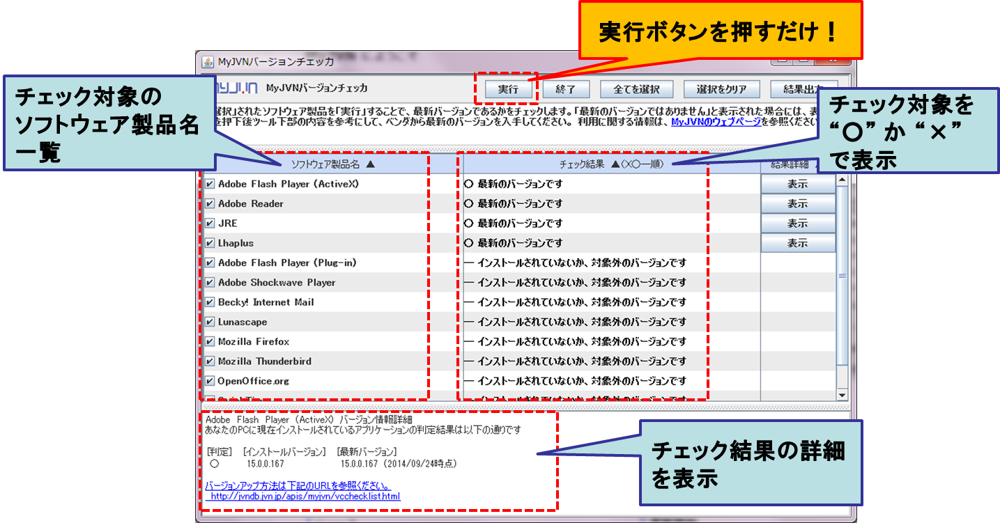 実行ボタンを押すだけ！
MyJVNバージョンチェッカ
チェック対象の
ソフトウェア製品名
一覧
MyJVNバージョンチェッカ
実行 終了 全てを選択 選択をクリア 結果出力
選択」されたソフトウェア製品を「実行」することで、最新バージョンであるかをチェックします。「最新のバージョンではありません」と表示された場合には、表
を押下後ツール下部の内容を参考にして、ベンダから最新のバージョンを入手してください。 利用に関する情報は、MyJVNのウェブページを参照ください
チェック対象を
“〇” か “×”
で表示
ソフトウェア製品名 ▲ チェック結果 ▲(×〇―順) 結果詳細
Adobe Flash Player (ActiveX) 〇 最新のバージョンです 表示
Adobe Reader 〇 最新のバージョンです 表示
JRE 〇 最新のバージョンです 表示
Lhaplus 〇 最新のバージョンです 表示
Adobe Flash Player (Plug-in) ― インストールされていないか、対象外のバージョンです
Adobe Shockwave Player ― インストールされていないか、対象外のバージョンです
Becky! Internet Mail ― インストールされていないか、対象外のバージョンです
Lunascape ― インストールされていないか、対象外のバージョンです
Mozilla Firefox ― インストールされていないか、対象外のバージョンです
Mozilla Thunderbird ― インストールされていないか、対象外のバージョンです
OpenOffice.org ― インストールされていないか、対象外のバージョンです
Adobe Flash Player (ActiveX) バージョン情報詳細
あなたのPCに現在インストールされているアプリケーションの判定結果は以下の通りです
[判定] [インストールバージョン] [最新バージョン]
〇 15.0.0.167 15.0.0.167 (2014/09/24時点)
バージョンアップ方法は下記のURLを参照ください。
http://jvndb.jvn.jp/apis/myjvn/vcchecklist.html
チェック結果の詳細
を表示